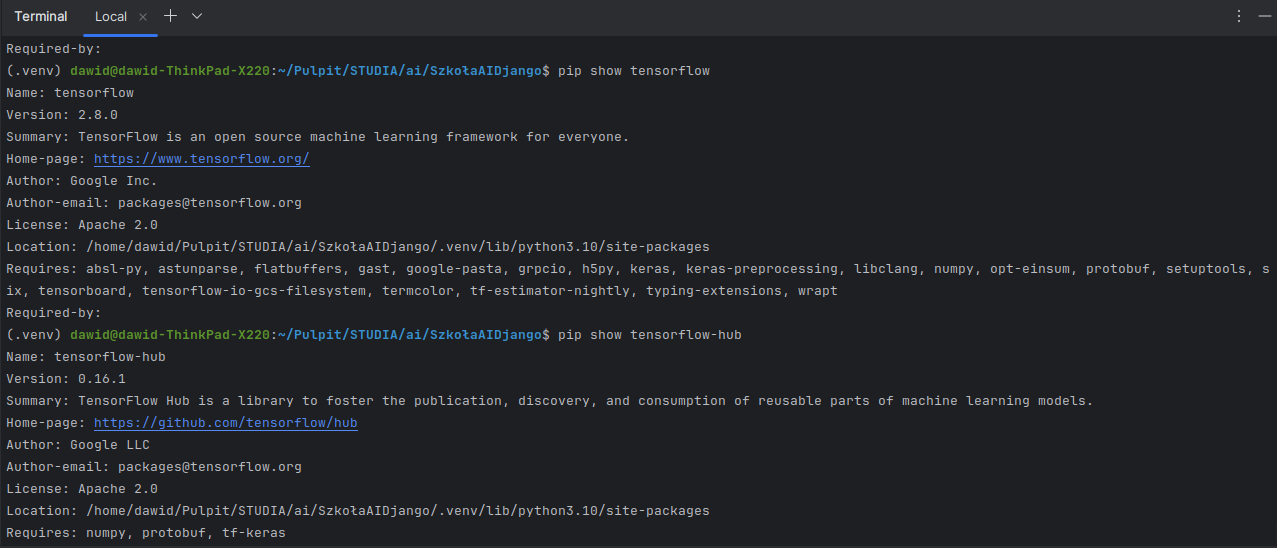 Terminal Local
Required-by:
(.venv) dawid@dawid-ThinkPad-X220:~/Pulpit/STUDIA/ai/SzkołaAIDjango$ pip show tensorflow
Name: tensorflow
Version: 2.8.0
Summary: TensorFlow is an open source machine learning framework for everyone.
Home-page: https://www.tensorflow.org/
Author: Google Inc.
Author-email: packages@tensorflow.org
License: Apache 2.0
Location: /home/dawid/Pulpit/STUDIA/ai/SzkołaAIDjango/.venv/lib/python3.10/site-packages
Requires: absl-py, astunparse, flatbuffers, gast, google-pasta, grpcio, h5py, keras, keras-preprocessing, libclang, numpy, opt-einsum, protobuf, setuptools, s
ix, tensorboard, tensorflow-io-gcs-filesystem, termcolor, tf-estimator-nightly, typing-extensions, wrapt
Required-by:
(.venv) dawid@dawid-ThinkPad-X220:~/Pulpit/STUDIA/ai/SzkołaAIDjango$ pip show tensorflow-hub
Name: tensorflow-hub
Version: 0.16.1
Summary: TensorFlow Hub is a library to foster the publication, discovery, and consumption of reusable parts of machine learning models.
Home-page: https://github.com/tensorflow/hub
Author: Google LLC
Author-email: packages@tensorflow.org
License: Apache 2.0
Location: /home/dawid/Pulpit/STUDIA/ai/SzkołaAIDjango/.venv/lib/python3.10/site-packages
Requires: numpy, protobuf, tf-keras